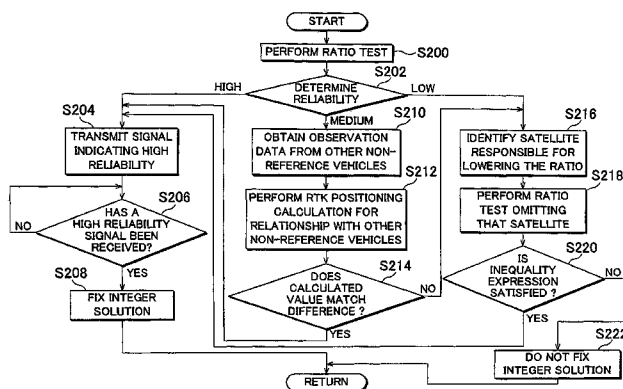 START
PERFORM RATIO TEST
S200
S202
HIGH
DETERMINE
RELIABILITY
LOW
S204
TRANSMIT SIGNAL
INDICATING HIGH
RELIABILITY
MEDIUM
S210
OBTAIN OBSERVATION
DATA FROM OTHER NON-
REFERENCE VEHICLES
S216
IDENTIFY SATELLITE
RESPONSIBLE FOR
LOWERING THE RATIO
S212
PERFORM RTK POSITIONING
CALCULATION FOR
RELATIONSHIP WITH OTHER
NON-REFERENCE VEHICLES
S218
PERFORM RATIO
TEST OMITTING
THAT SATELLITE
S206
HAS A
HIGH RELIABILITY
SIGNAL BEEN
RECEIVED?
NO
YES
S208
FIX INTEGER
SOLUTION
S214
DOES
CALCULATED
VALUE MATCH
DIFFERENCE ?
NO
YES
S220
IS
INEQUALITY
EXPRESSION
SATISFIED ?
NO
YES
S222
DO NOT FIX
INTEGER SOLUTION
RETURN